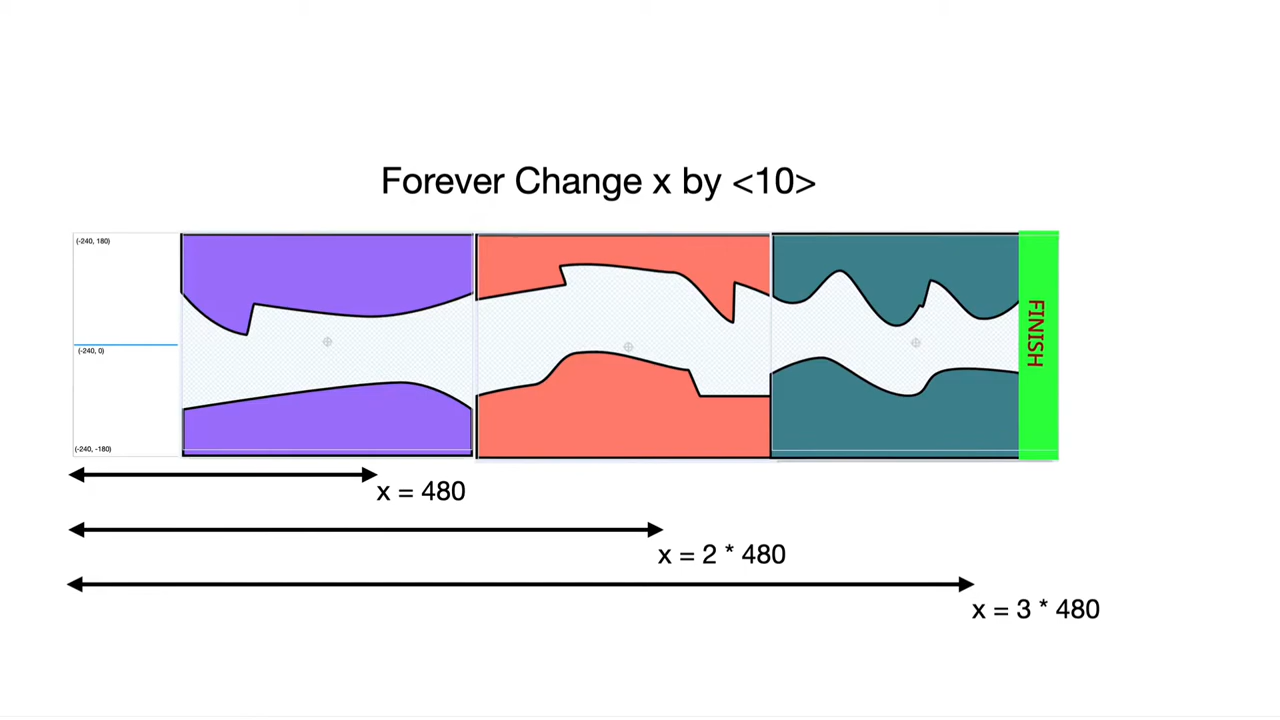 Forever Change x by <10>
(-240, 180)
(-240, 0)
(-240, -180)
FINISH
x = 480
x = 2 * 480
x = 3 * 480